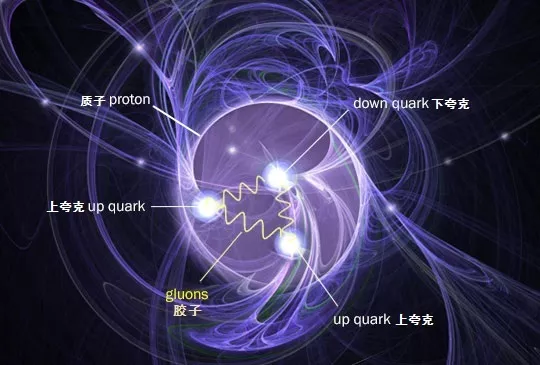 质子 proton
down quark 下夸克
上夸克 up quark
gluons
胶子
up quark 上夸克